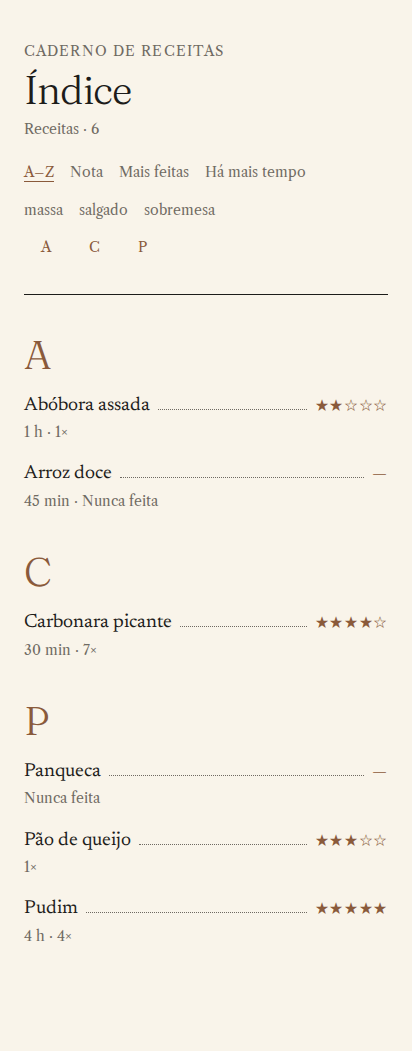 CADERNO DE RECEITAS
Índice
Receitas · 6
A–Z Nota Mais feitas Há mais tempo
massa salgado sobremesa
A C P
A
Abóbora assada ★★☆☆☆
1 h · 1×
Arroz doce —
45 min · Nunca feita
C
Carbonara picante ★★★★☆
30 min · 7×
P
Panqueca —
Nunca feita
Pão de queijo ★★★☆☆
1×
Pudim ★★★★★
4 h · 4×